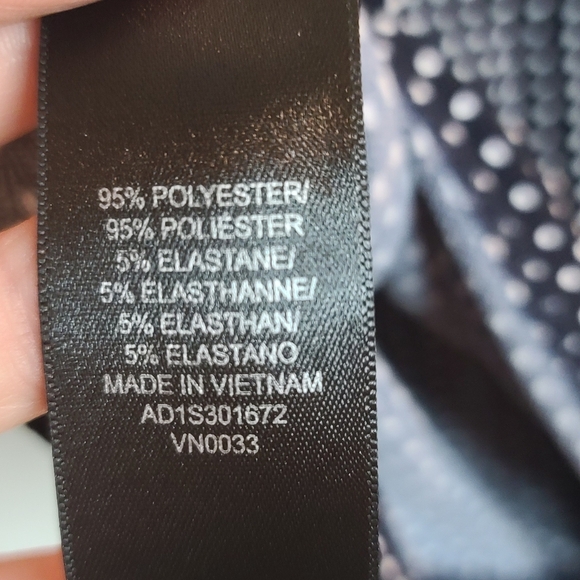 95% POLYESTER/
95% POLIESTER
5% ELASTANE/
5% ELASTHANNE/
5% ELASTHAN/
5% ELASTANO
MADE IN VIETNAM
AD1S301672
VN0033